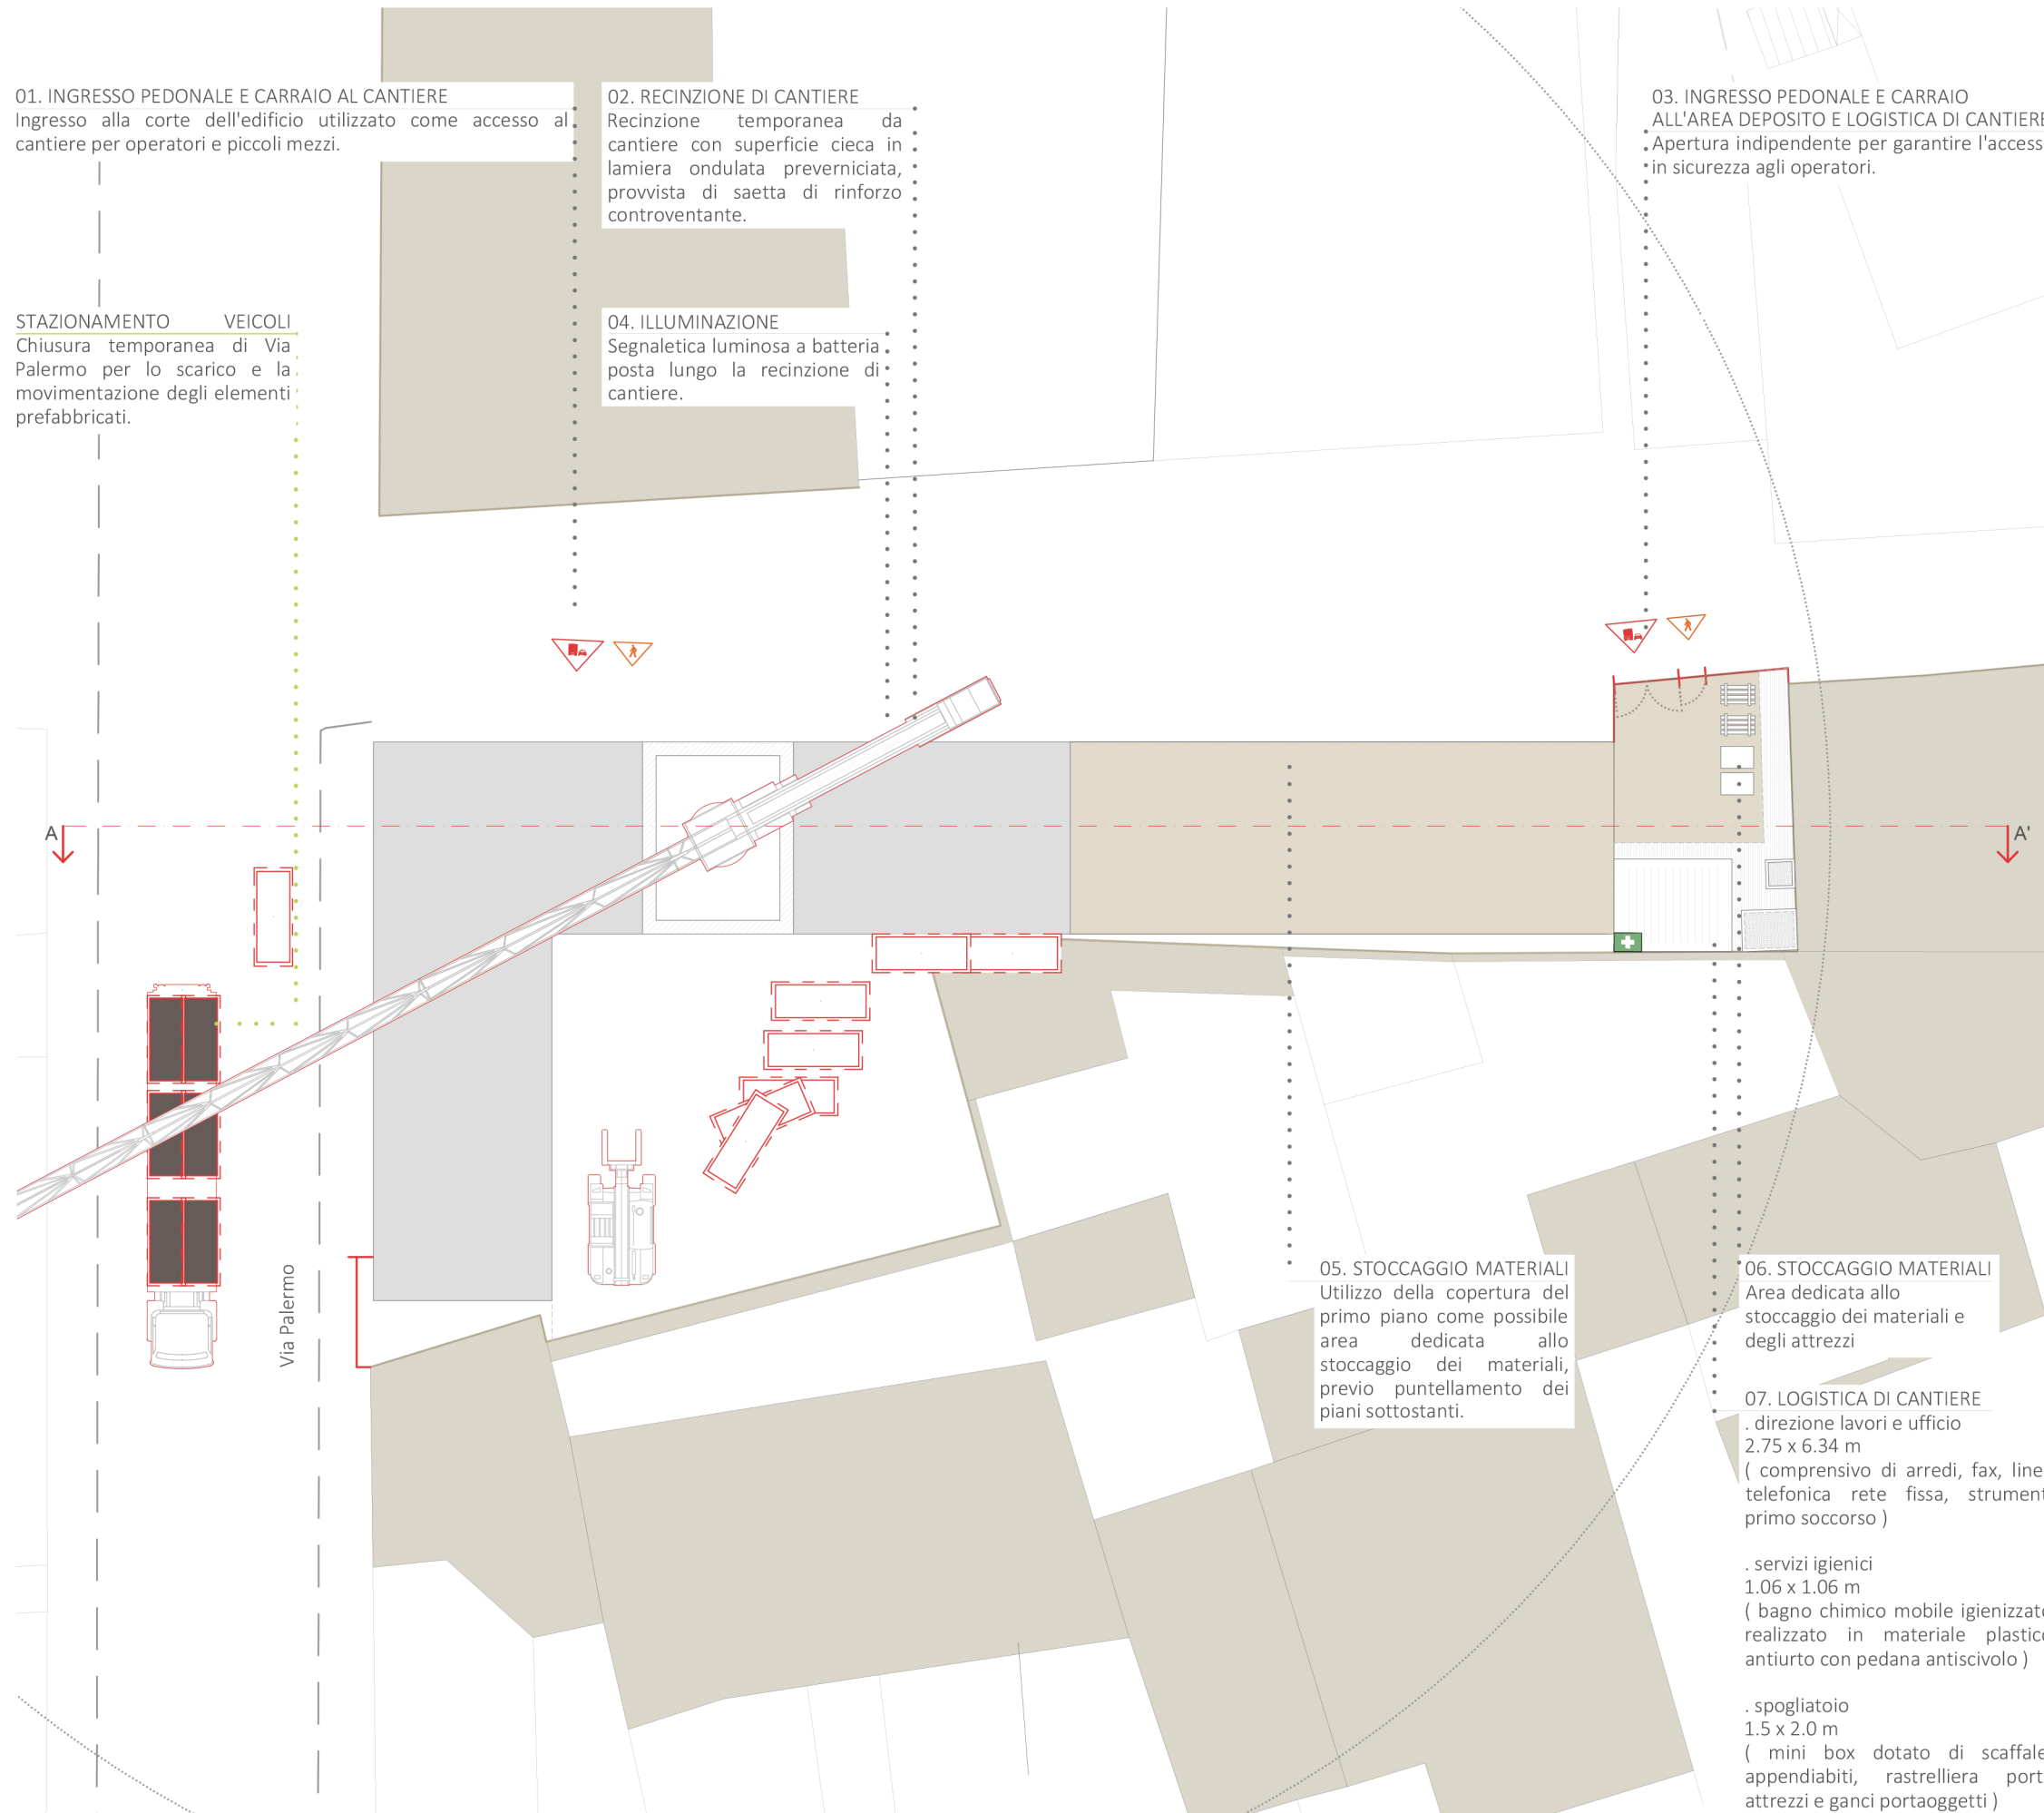 01. INGRESSO PEDONALE E CARRAIO AL CANTIERE
Ingresso alla corte dell'edificio utilizzato come accesso al
cantiere per operatori e piccoli mezzi.
02. RECINZIONE DI CANTIERE
Recinzione temporanea da
cantiere con superficie cieca in
lamiera ondulata preverniciata,
provvista di saetta di rinforzo
controventante.
03. INGRESSO PEDONALE E CARRAIO
ALL'AREA DEPOSITO E LOGISTICA DI CANTIERE
Apertura indipendente per garantire l'access
in sicurezza agli operatori.
STAZIONAMENTO VEICOLI
Chiusura temporanea di Via
Palermo per lo scarico e la
movimentazione degli elementi
prefabbricati.
04. ILLUMINAZIONE
Segnaletica luminosa a batteria
posta lungo la recinzione di
cantiere.
A
A'
Via Palermo
05. STOCCAGGIO MATERIALI
Utilizzo della copertura del
primo piano come possibile
area dedicata allo
stoccaggio dei materiali,
previo puntellamento dei
piani sottostanti.
06. STOCCAGGIO MATERIALI
Area dedicata allo
stoccaggio dei materiali e
degli attrezzi
07. LOGISTICA DI CANTIERE
. direzione lavori e ufficio
2.75 x 6.34 m
( comprensivo di arredi, fax, line
telefonica rete fissa, strument
primo soccorso )
. servizi igienici
1.06 x 1.06 m
( bagno chimico mobile igienizzato
realizzato in materiale plastico
antiurto con pedana antiscivolo )
. spogliatoio
1.5 x 2.0 m
( mini box dotato di scaffale
appendiabiti, rastrelliera port
attrezzi e ganci portaoggetti )